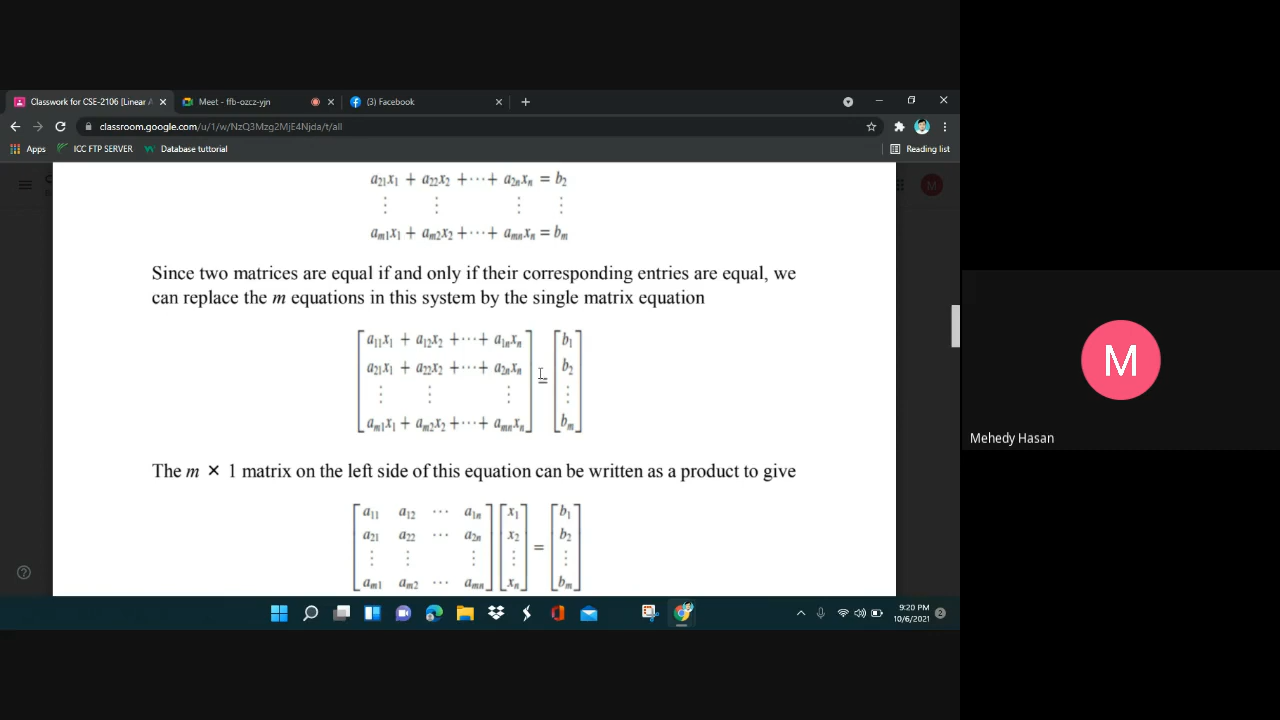 Classwork for CSE-2106 [Linear A
Meet - ffb-ozcz-yjn
(3) Facebook
classroom.google.com/u/1/w/NzQ3Mzg2MjE4Njda/t/all
Apps
ICC FTP SERVER
Database tuttorial
Reading list
M
a21x1 + a22x2 +⋯+ a2nxn = b2
⋮ ⋮ ⋮ ⋮
am1x1 + am2x2 +⋯+ amnxn = bm
Since two matrices are equal if and only if their corresponding entries are equal, we
can replace the m equations in this system by the single matrix equation
a11x1 + a12x2 +⋯+ a1nxn b1
a21x1 + a22x2 +⋯+ a2nxn = b2
⋮ ⋮ ⋮ ⋮
am1x1 + am2x2 +⋯+ amnxn bm
The m × 1 matrix on the left side of this equation can be written as a product to give
a11 a12 ⋯ a1n x1 b1
a21 a22 ⋯ a2n x2 = b2
⋮ ⋮ ⋮ ⋮ ⋮
am1 am2 ⋯ amn xn bm
9:20 PM
10/6/2021
2
M
Mehedy Hasan